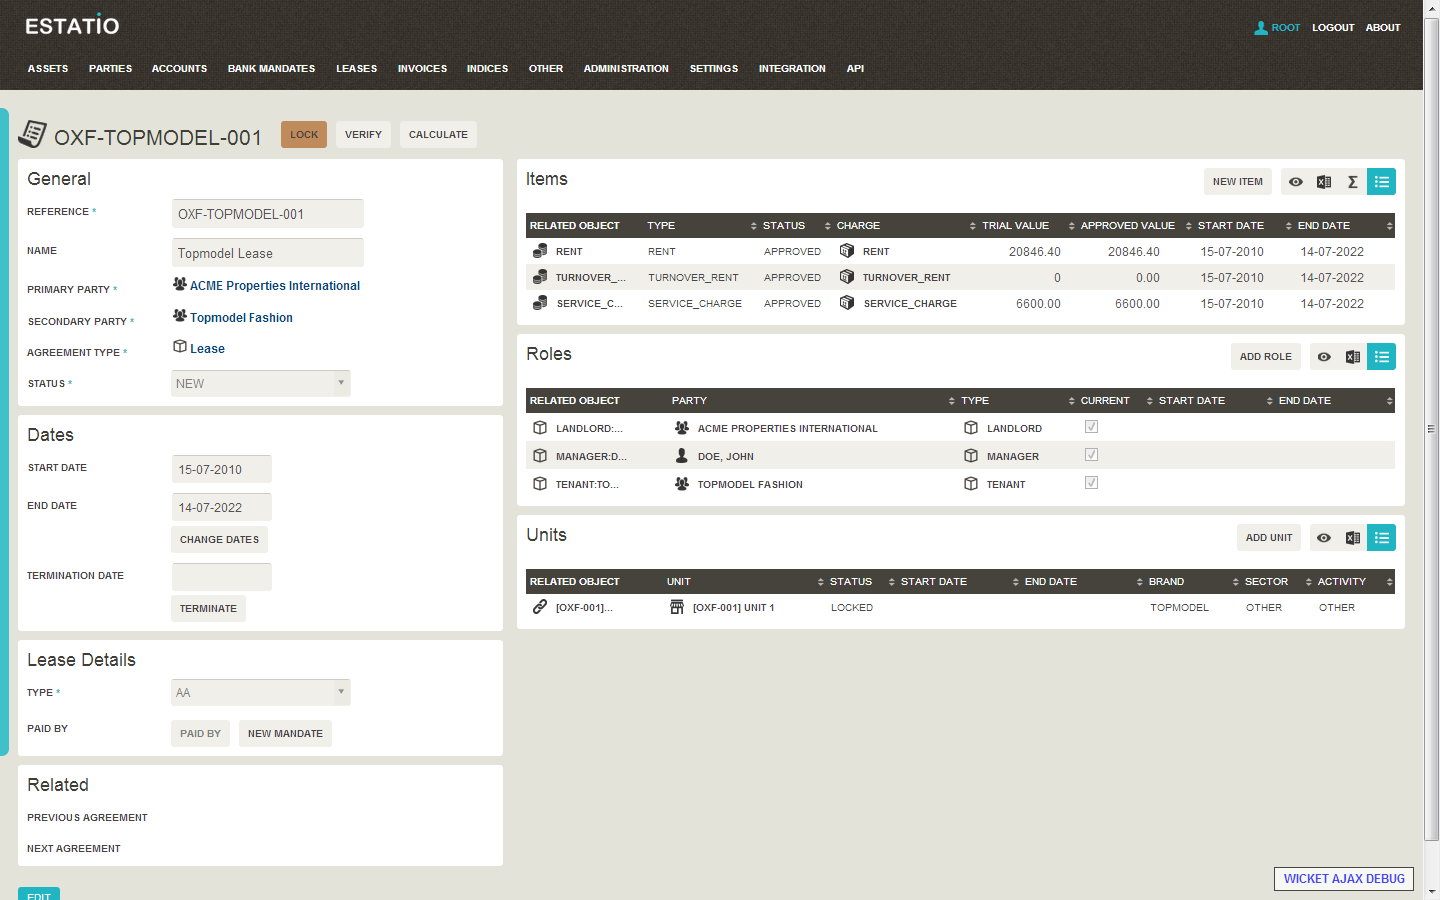 ESTATIO
ROOT LOGOUT ABOUT
ASSETS PARTIES ACCOUNTS BANK MANDATES LEASES INVOICES INDICES OTHER ADMINISTRATION SETTINGS INTEGRATION API
OXF-TOPMODEL-001 LOCK VERIFY CALCULATE
General
REFERENCE * OXF-TOPMODEL-001
NAME Topmodel Lease
PRIMARY PARTY * ACME Properties International
SECONDARY PARTY * Topmodel Fashion
AGREEMENT TYPE * Lease
STATUS * NEW
Dates
START DATE 15-07-2010
END DATE 14-07-2022
CHANGE DATES
TERMINATION DATE
TERMINATE
Lease Details
TYPE * AA
PAID BY PAID BY NEW MANDATE
Related
PREVIOUS AGREEMENT
NEXT AGREEMENT
EDIT
Items NEW ITEM Σ
RELATED OBJECT TYPE STATUS CHARGE TRIAL VALUE APPROVED VALUE START DATE END DATE
RENT RENT APPROVED RENT 20846.40 20846.40 15-07-2010 14-07-2022
TURNOVER_... TURNOVER_RENT APPROVED TURNOVER_RENT 0 0.00 15-07-2010 14-07-2022
SERVICE_C... SERVICE_CHARGE APPROVED SERVICE_CHARGE 6600.00 6600.00 15-07-2010 14-07-2022
Roles ADD ROLE
RELATED OBJECT PARTY TYPE CURRENT START DATE END DATE
LANDLORD:... ACME PROPERTIES INTERNATIONAL LANDLORD
MANAGER:D... DOE, JOHN MANAGER
TENANT:TO... TOPMODEL FASHION TENANT
Units ADD UNIT
RELATED OBJECT UNIT STATUS START DATE END DATE BRAND SECTOR ACTIVITY
[OXF-001]... [OXF-001] UNIT 1 LOCKED TOPMODEL OTHER OTHER
WICKET AJAX DEBUG